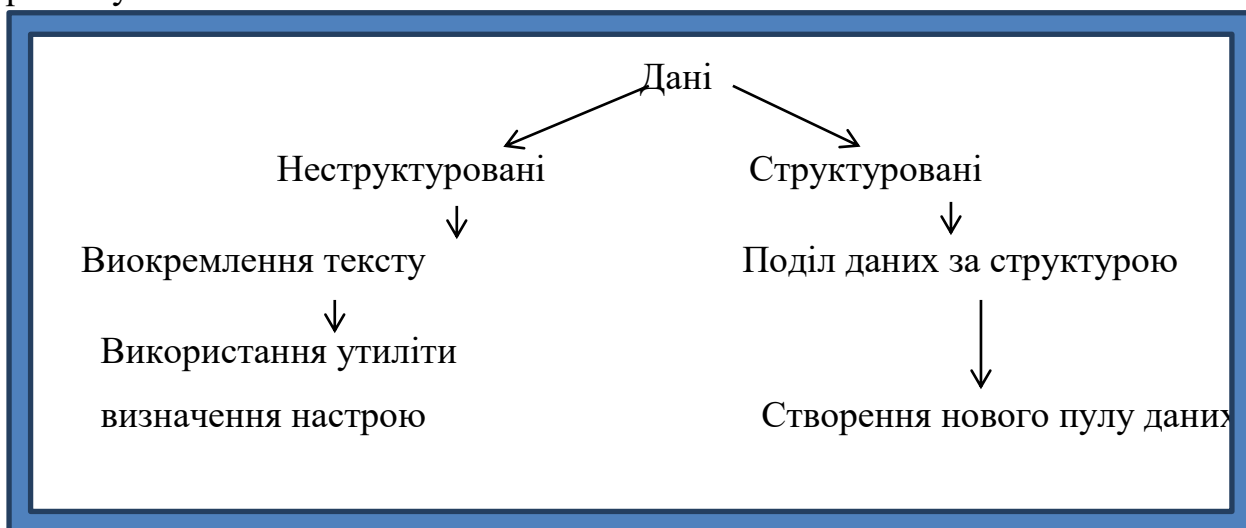 Дані
Неструктуровані
Структуровані
Виокремлення тексту
Поділ даних за структурою
Використання утиліти
визначення настрою
Створення нового пулу даних